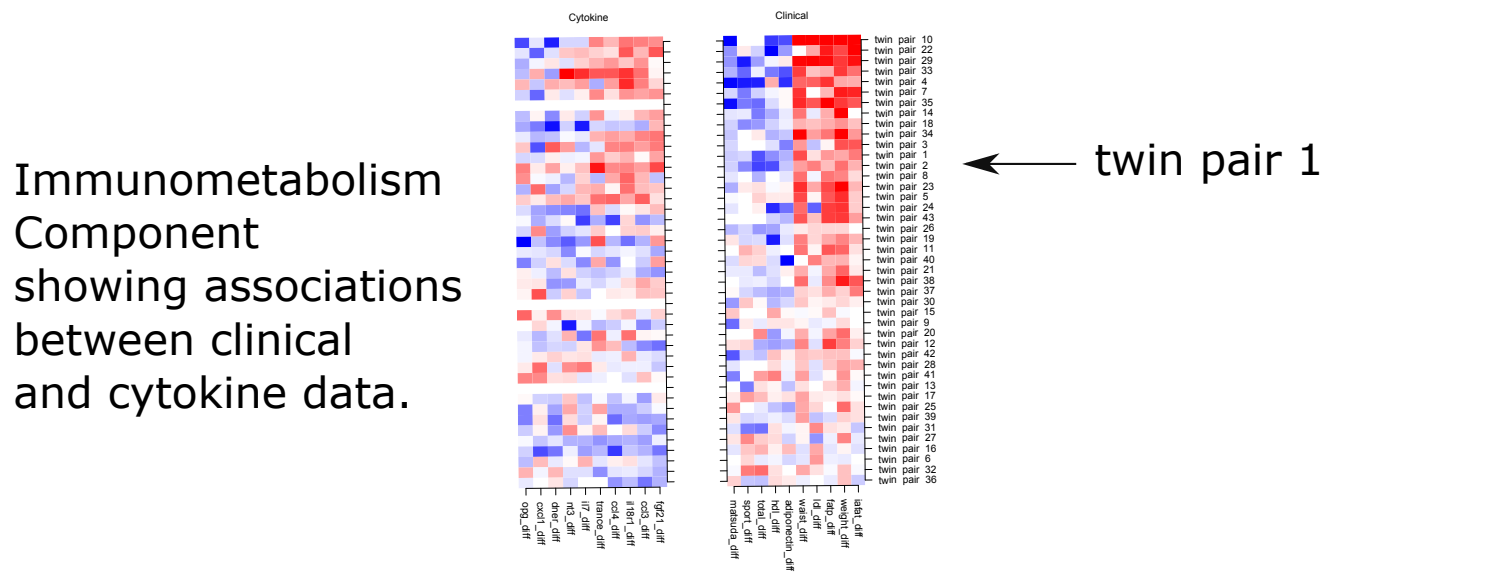 Immunometabolism
Component
showing associations
between clinical
and cytokine data.
Cytokine
Clinical
twin pair 10
twin pair 22
twin pair 29
twin pair 33
twin pair 4
twin pair 7
twin pair 35
twin pair 14
twin pair 18
twin pair 34
twin pair 3
twin pair 1
twin pair 2
twin pair 8
twin pair 23
twin pair 5
twin pair 24
twin pair 43
twin pair 26
twin pair 19
twin pair 11
twin pair 40
twin pair 21
twin pair 38
twin pair 37
twin pair 30
twin pair 15
twin pair 9
twin pair 20
twin pair 12
twin pair 42
twin pair 28
twin pair 41
twin pair 13
twin pair 17
twin pair 25
twin pair 39
twin pair 31
twin pair 27
twin pair 16
twin pair 6
twin pair 32
twin pair 36
opg_diff
cxcl1_diff
dner_diff
nt3_diff
il7_diff
trance_diff
ccl4_diff
il18r1_diff
ccl3_diff
fgf21_diff
matsuda_diff
sport_diff
total_diff
hdl_diff
adiponectin_diff
waist_diff
ldl_diff
fatp_diff
weight_diff
iafat_diff
twin pair 1